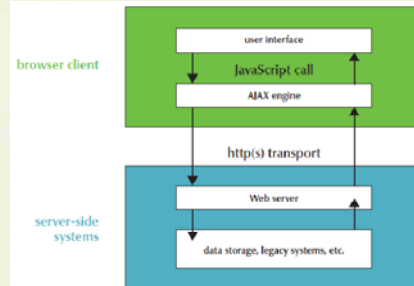 user interface
browser client
JavaScript call
AJAX engine
http(s) transport
Web server
server-side
systems
data storage, legacy systems, etc.